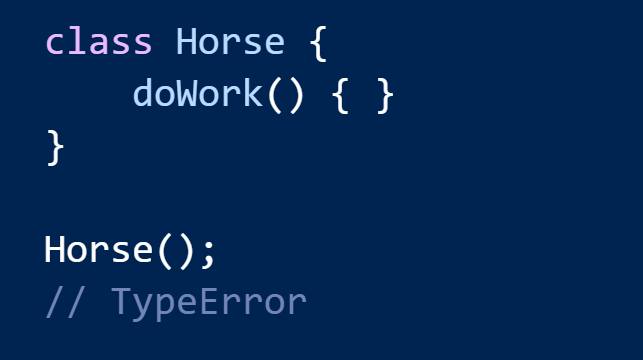 class Horse {
    doWork() { }
}

Horse();
// TypeError